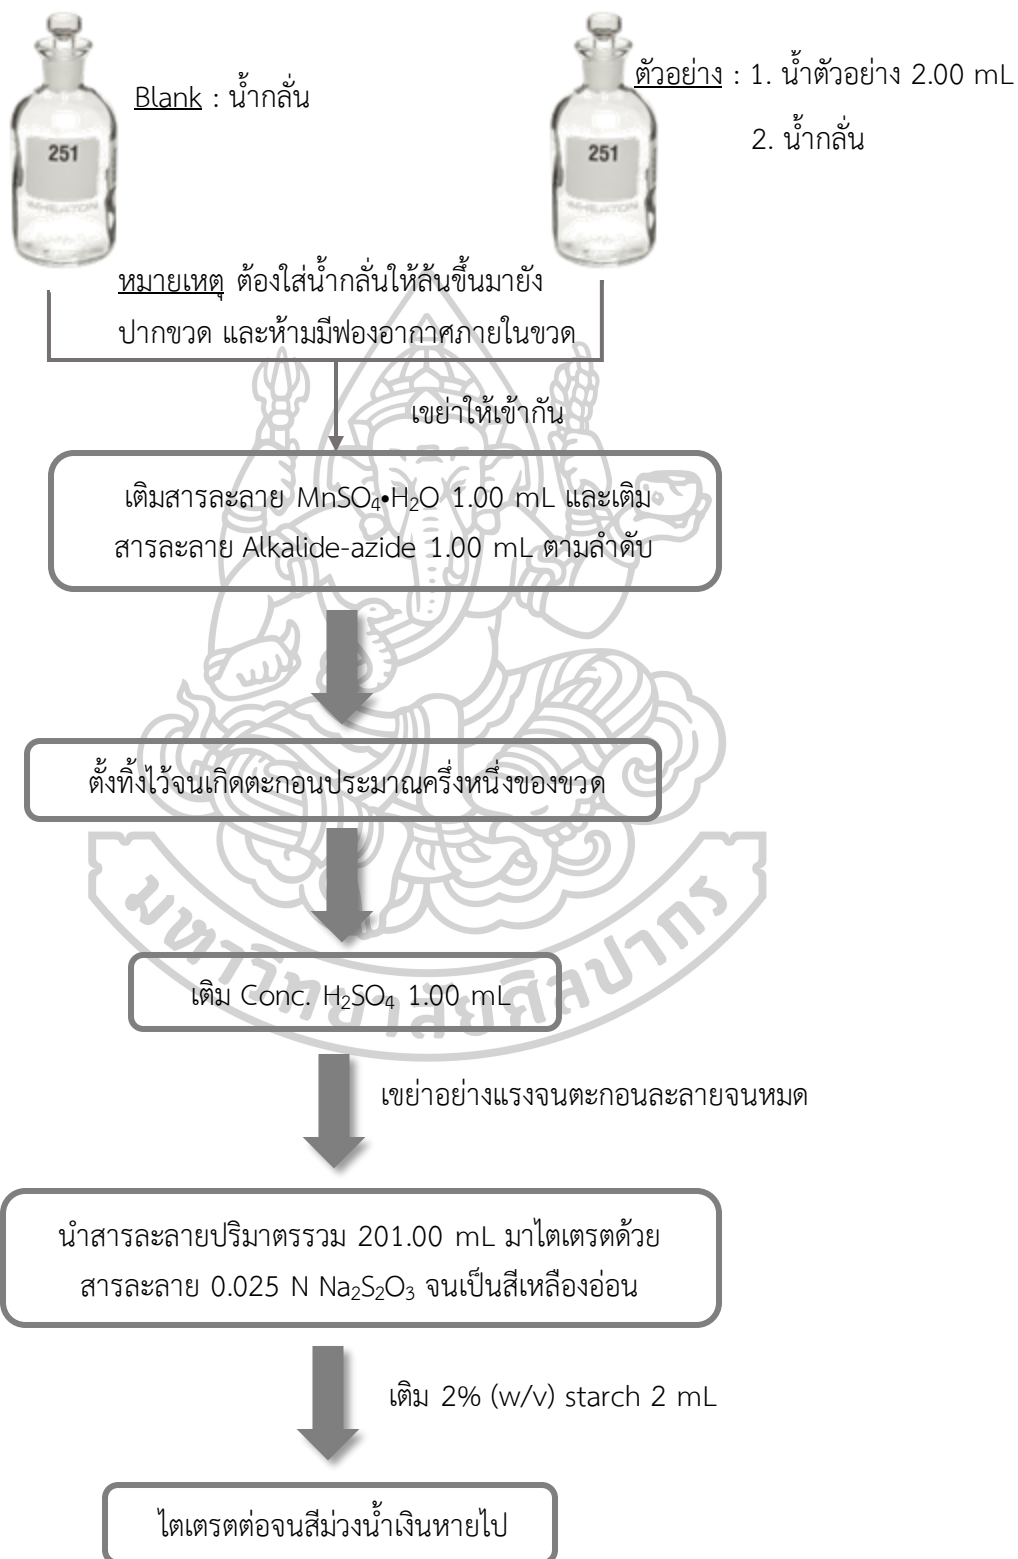 251
Blank : น้ำกลั่น
251
ตัวอย่าง : 1. น้ำตัวอย่าง 2.00 mL
2. น้ำกลั่น
หมายเหตุ ต้องใส่น้ำกลั่นให้ล้นขึ้นมายัง
ปากขวด และห้ามมีฟองอากาศภายในขวด
เขย่าให้เข้ากัน
เติมสารละลาย MnSO₄•H₂O 1.00 mL และเติม
สารละลาย Alkalide-azide 1.00 mL ตามลำดับ
ตั้งทิ้งไว้จนเกิดตะกอนประมาณครึ่งหนึ่งของขวด
เติม Conc. H₂SO₄ 1.00 mL
มหาวิทยาลัยศิลปากร
เขย่าอย่างแรงจนตะกอนละลายจนหมด
นำสารละลายปริมาตรรวม 201.00 mL มาไตเตรตด้วย
สารละลาย 0.025 N Na₂S₂O₃ จนเป็นสีเหลืองอ่อน
เติม 2% (w/v) starch 2 mL
ไตเตรตต่อจนสีม่วงน้ำเงินหายไป